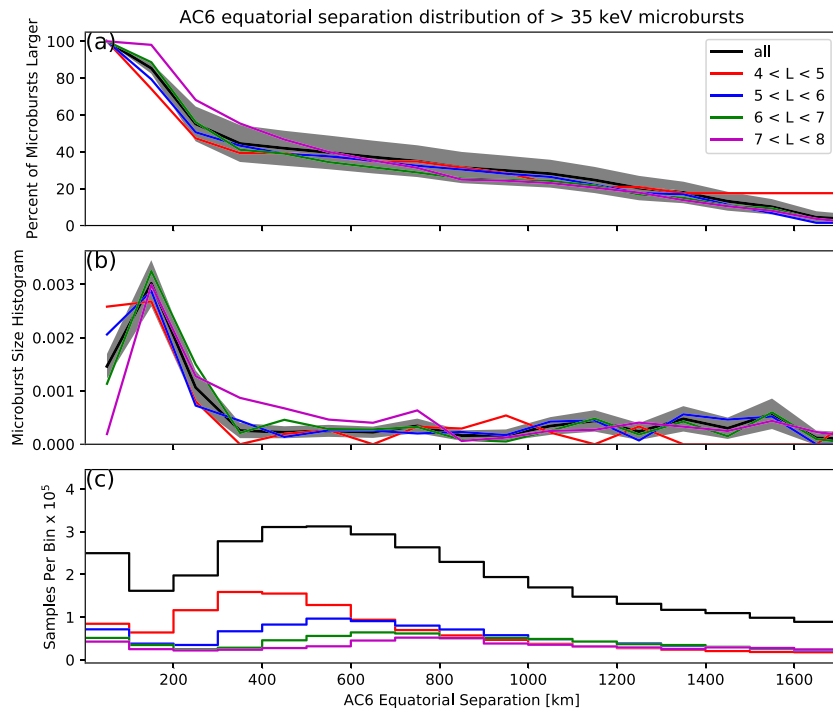 AC6 equatorial separation distribution of > 35 keV microbursts
(a)
Percent of Microbursts Larger
100
80
60
40
20
0
all
4 < L < 5
5 < L < 6
6 < L < 7
7 < L < 8
(b)
Microburst Size Histogram
0.003
0.002
0.001
0.000
(c)
Samples Per Bin x 10⁵
4
3
2
1
0
200 400 600 800 1000 1200 1400 1600
AC6 Equatorial Separation [km]